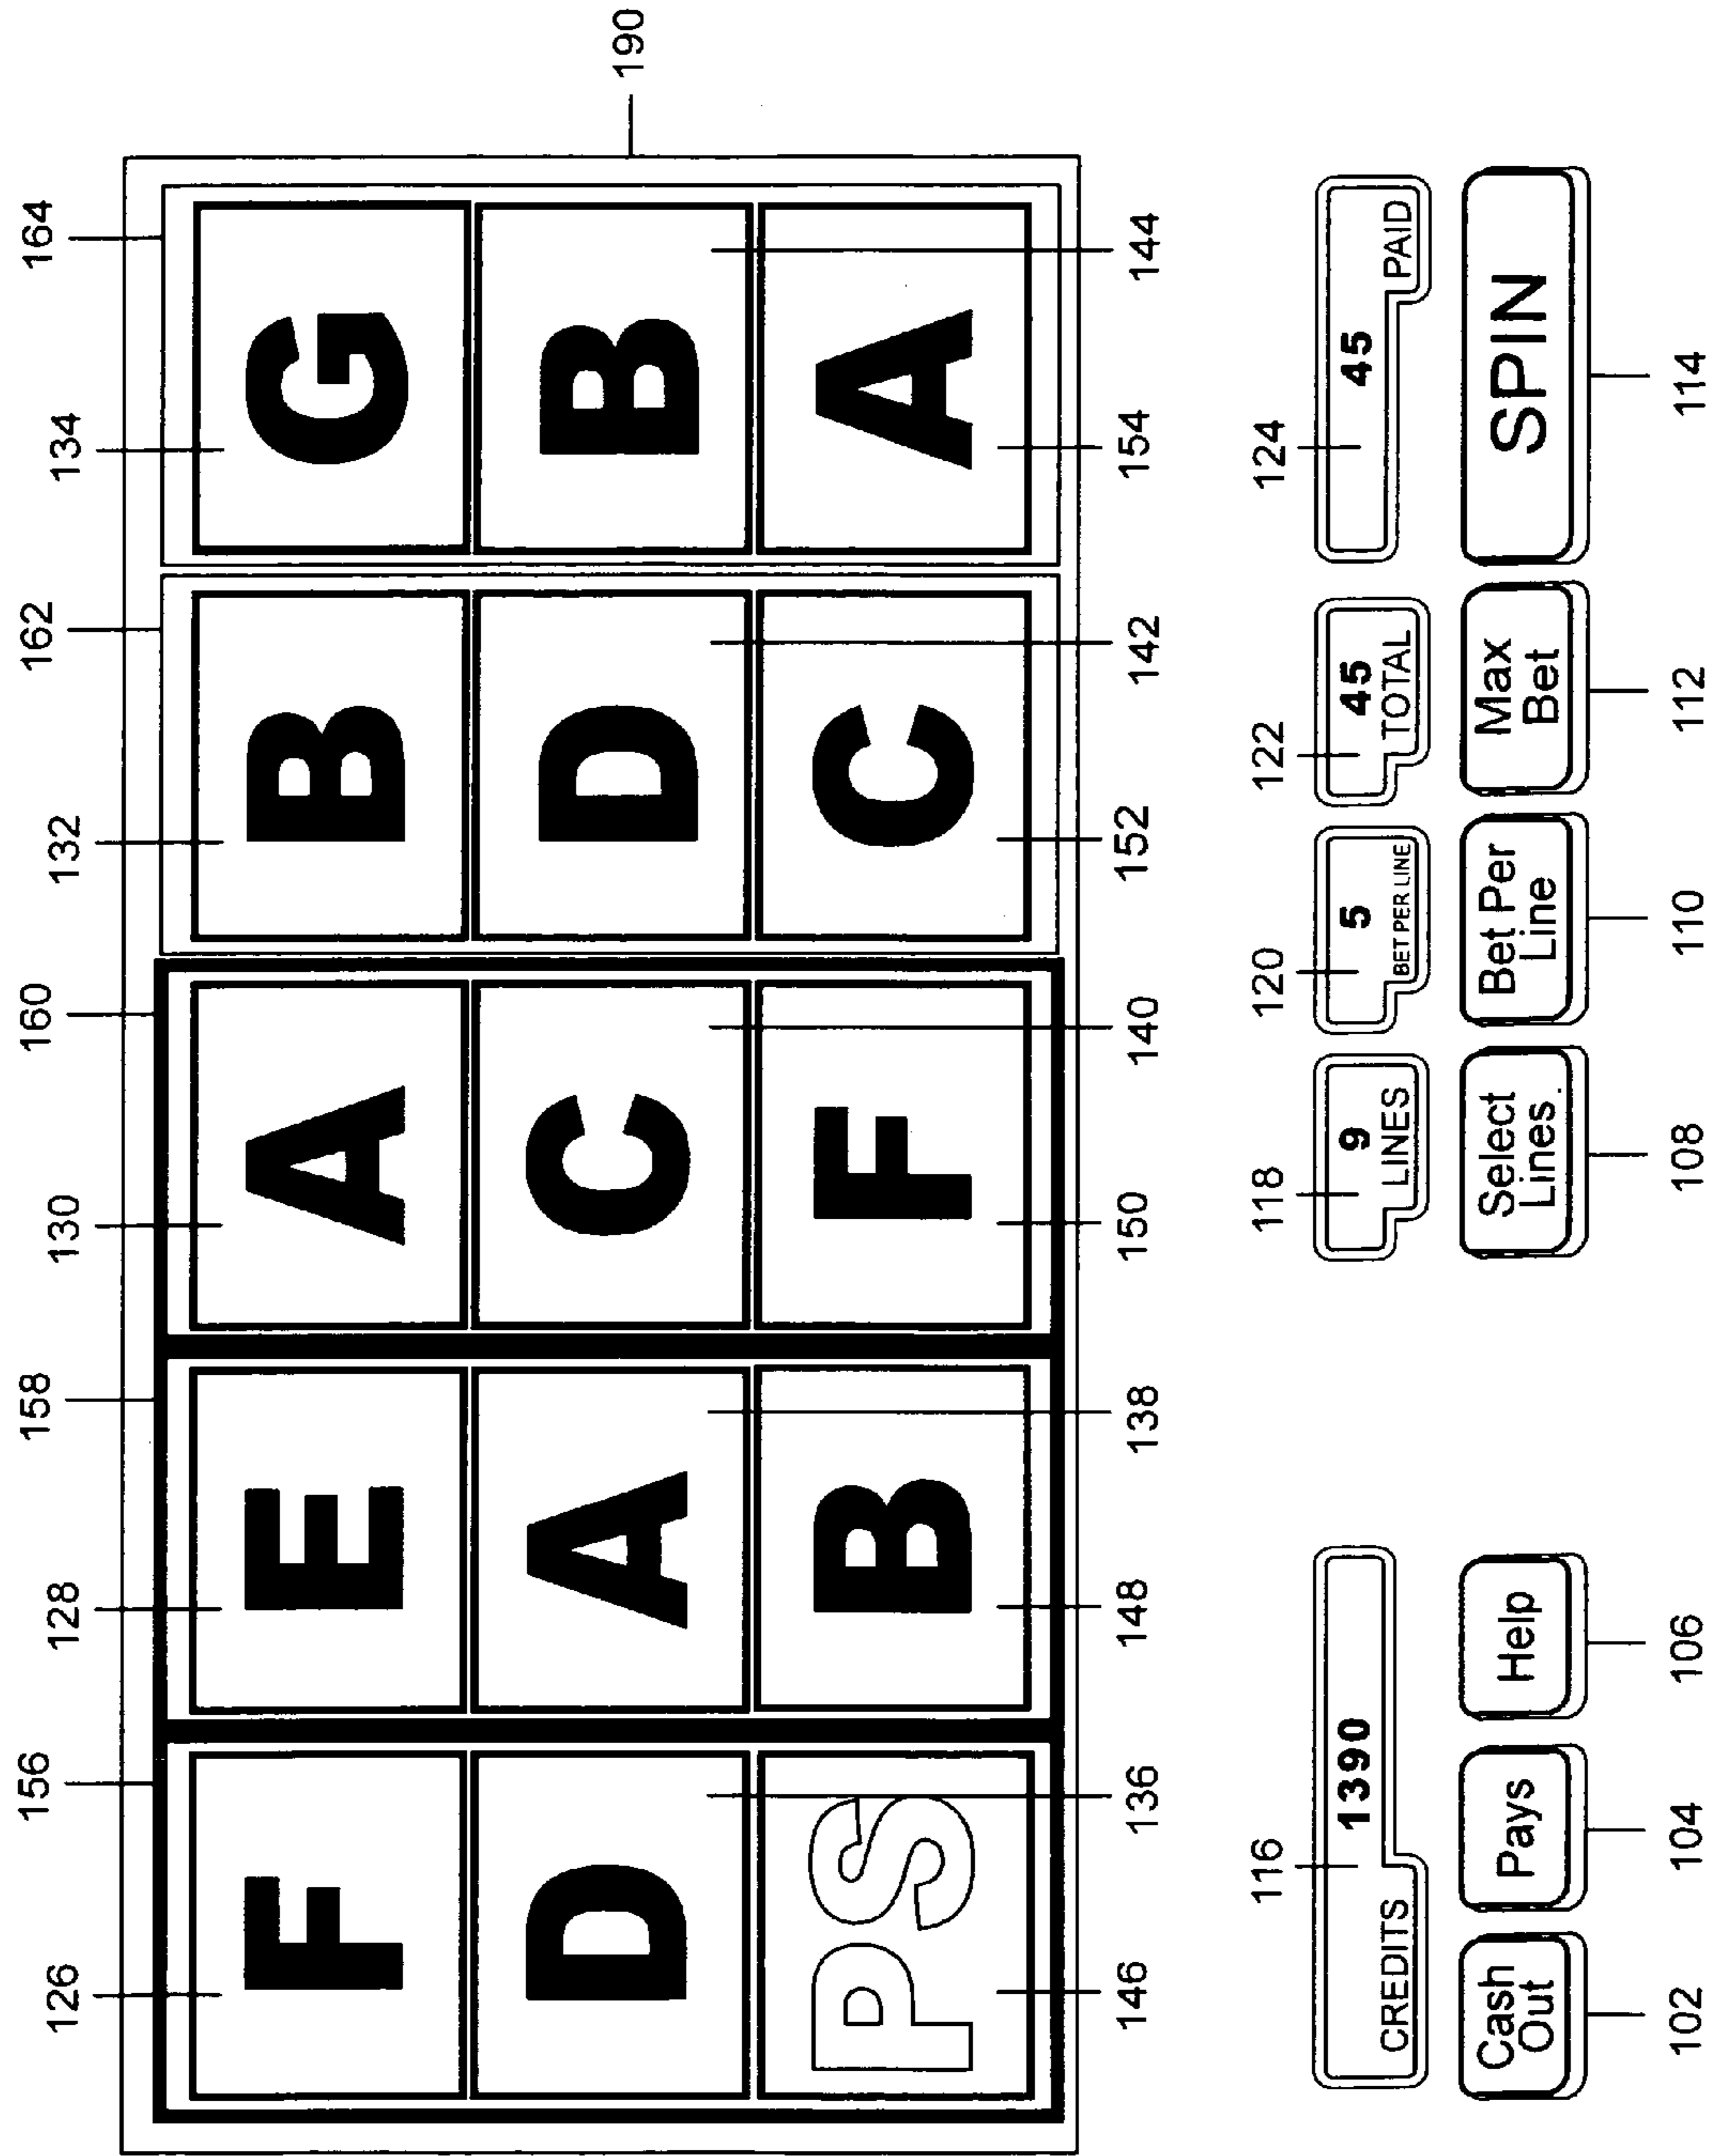 156 158 160 162 164
126 128 130 132 134
F E A B G
190
D A C D B
PS B F C A
146 136 148 138 150 140 152 142 154 144
116 118 120 122 124
1390 9 5 45 45
CREDITS LINES BET PER LINE TOTAL PAID
Cash Pays Help Select Bet Per Max SPIN
Out Lines Line Bet
102 104 106 108 110 112 114